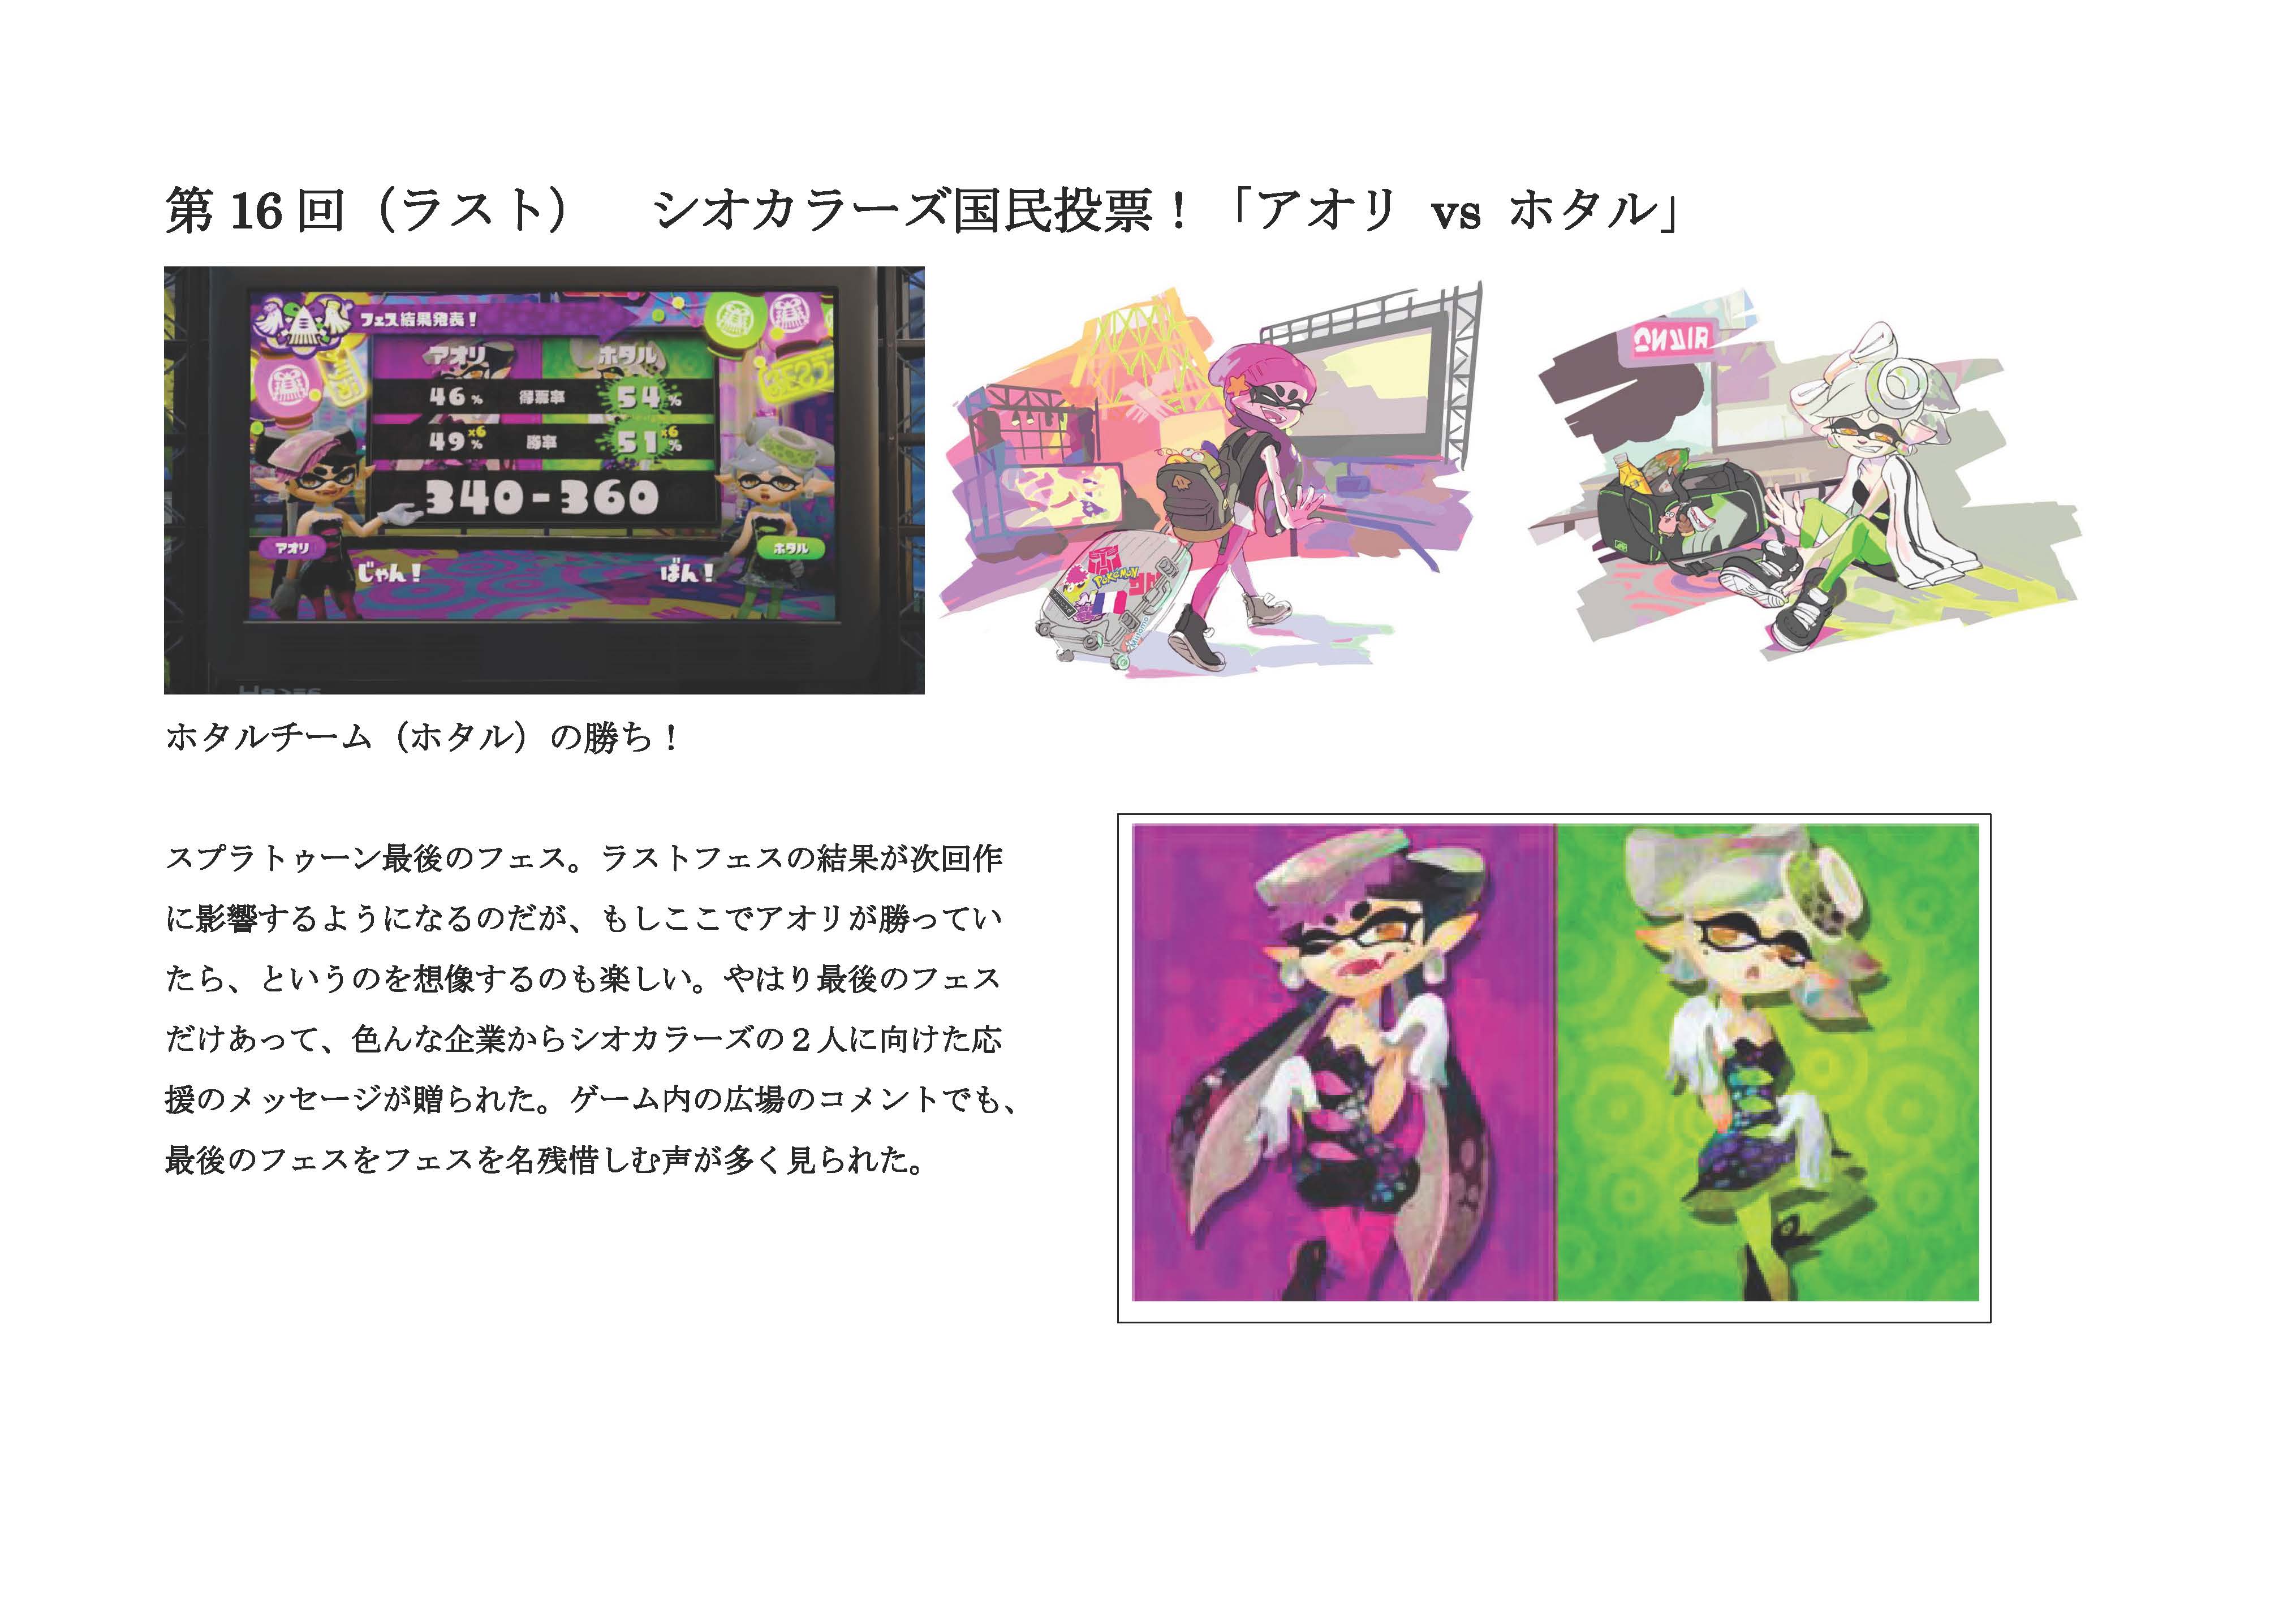 第 16 回（ラスト）　シオカラーズ国民投票！「アオリ vs ホタル」
フェス結果発表！
アオリ ホタル
46% 得票率 54%
49%x6 勝率 51%x6
340-360
アオリ ホタル
じゃん！ ばん！
ON AIR
POKéMON
ホタルチーム（ホタル）の勝ち！
スプラトゥーン最後のフェス。ラストフェスの結果が次回作
に影響するようになるのだが、もしここでアオリが勝ってい
たら、というのを想像するのも楽しい。やはり最後のフェス
だけあって、色んな企業からシオカラーズの２人に向けた応
援のメッセージが贈られた。ゲーム内の広場のコメントでも、
最後のフェスをフェスを名残惜しむ声が多く見られた。